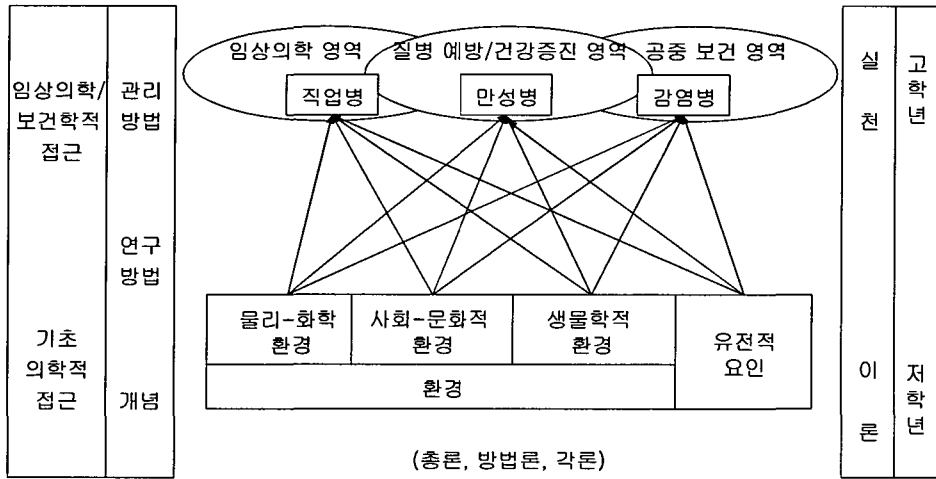 임상의학/
보건학적
접근
기초
의학적
접근
관리
방법
연구
방법
개념
임상의학 영역
질병 예방/건강증진 영역
공중 보건 영역
직업병
만성병
감염병
물리-화학
환경
사회-문화적
환경
생물학적
환경
유전적
요인
환경
(총론, 방법론, 각론)
실
천
이
론
고학년
저학년